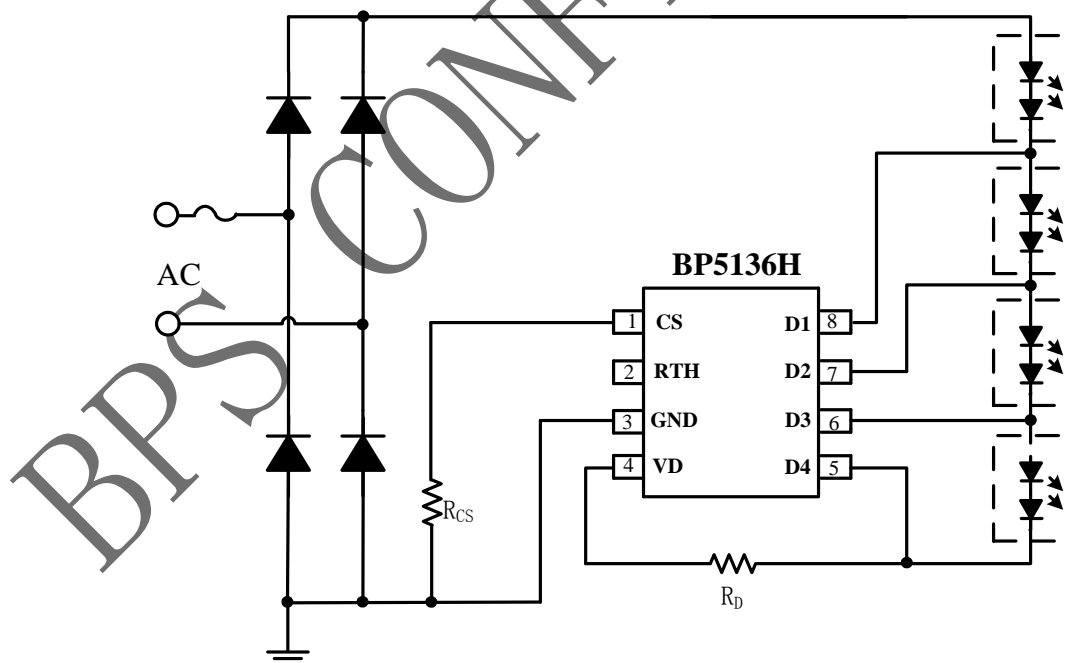 BPS CONF
AC
BP5136H
1 CS
D1 8
2 RTH
D2 7
3 GND
D3 6
4 VD
D4 5
RCS
RD